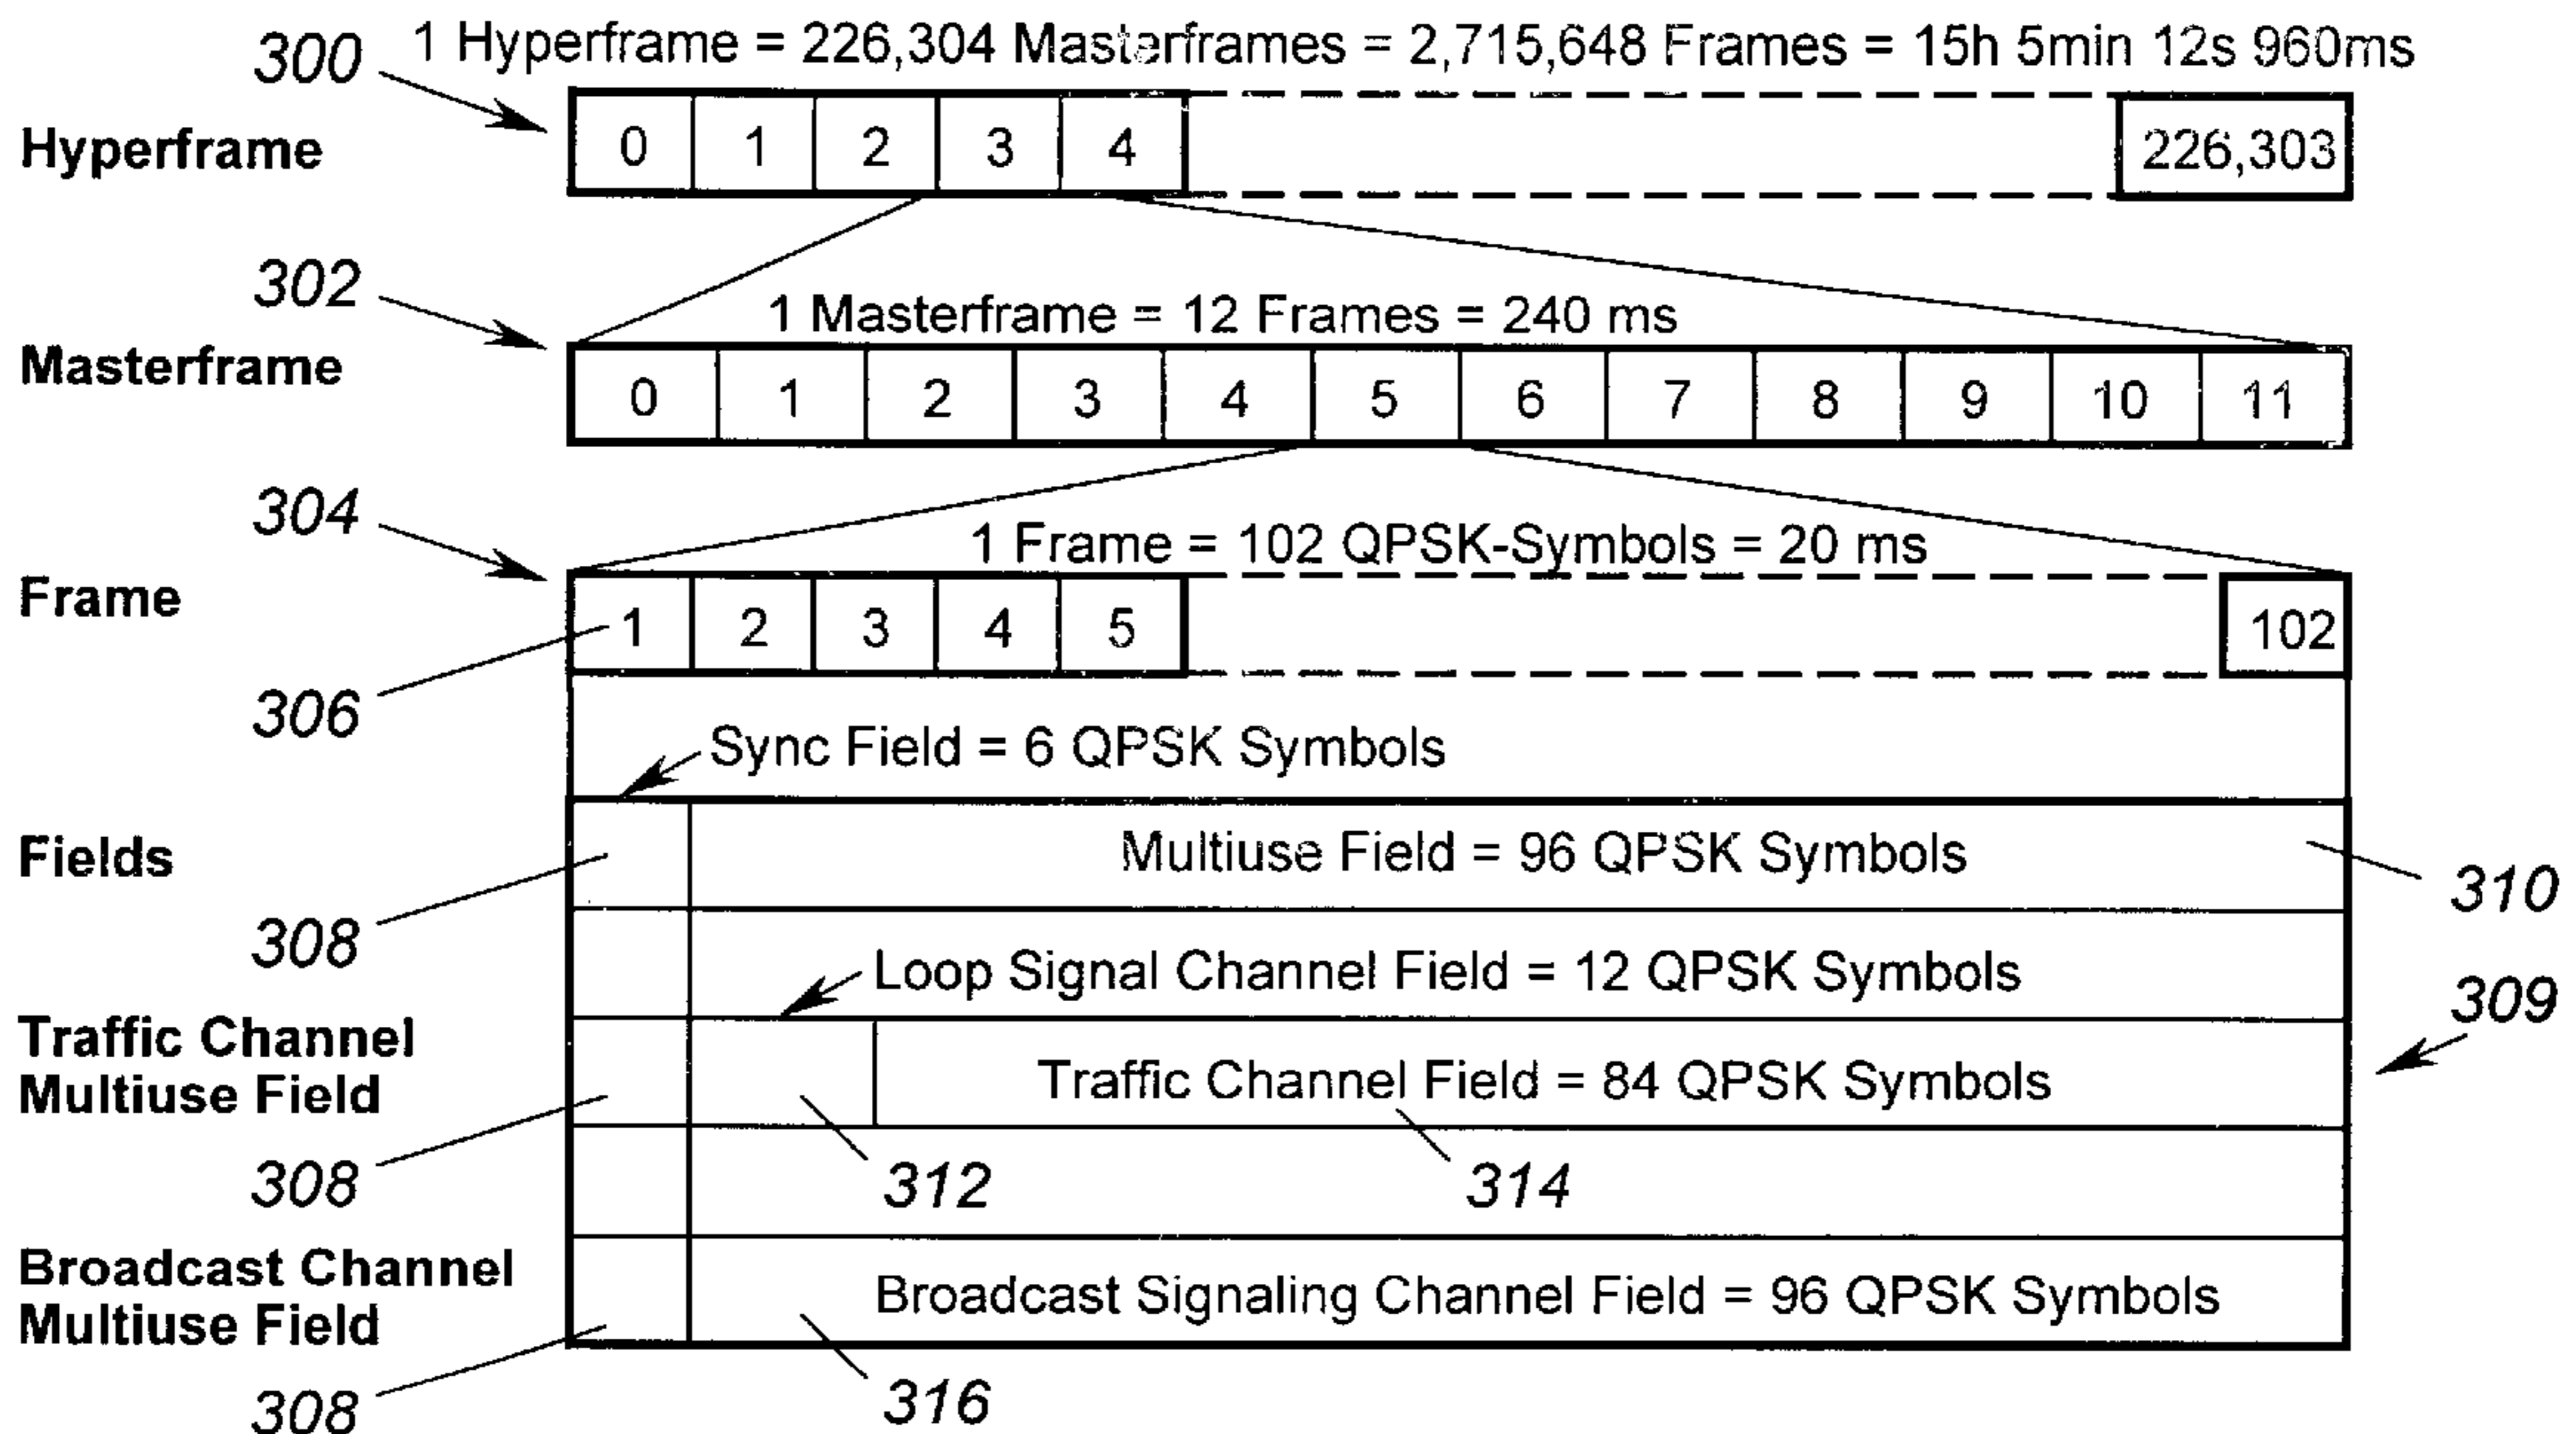 1 Hyperframe = 226,304 Masterframes = 2,715,648 Frames = 15h 5min 12s 960ms
300
Hyperframe
0 1 2 3 4 226,303
302
1 Masterframe = 12 Frames = 240 ms
Masterframe
0 1 2 3 4 5 6 7 8 9 10 11
304
1 Frame = 102 QPSK-Symbols = 20 ms
Frame
1 2 3 4 5 102
306
Sync Field = 6 QPSK Symbols
Fields
Multiuse Field = 96 QPSK Symbols
310
308
Loop Signal Channel Field = 12 QPSK Symbols
309
Traffic Channel
Multiuse Field
Traffic Channel Field = 84 QPSK Symbols
308
312
314
Broadcast Channel
Multiuse Field
Broadcast Signaling Channel Field = 96 QPSK Symbols
308
316